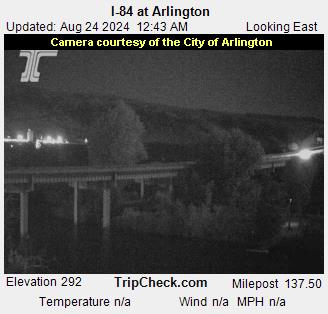 I-84 at Arlington
Updated: Aug 24 2024 12:43 AM Looking East
Camera courtesy of the City of Arlington
Elevation 292 TripCheck.com Milepost 137.50
Temperature n/a Wind n/a MPH n/a